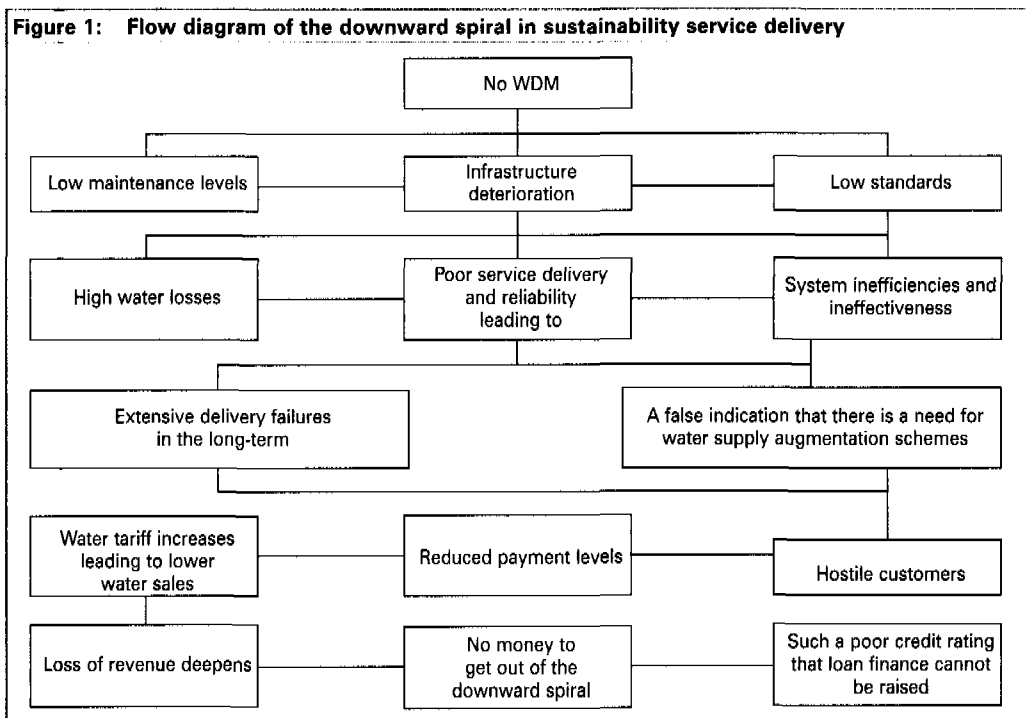 Figure 1: Flow diagram of the downward spiral in sustainability service delivery
No WDM
Low maintenance levels
Infrastructure
deterioration
Low standards
High water losses
Poor service delivery
and reliability
leading to
System inefficiencies and
ineffectiveness
Extensive delivery failures
in the long-term
A false indication that there is a need for
water supply augmentation schemes
Water tariff increases
leading to lower
water sales
Reduced payment levels
Hostile customers
Loss of revenue deepens
No money to
get out of the
downward spiral
Such a poor credit rating
that loan finance cannot
be raised